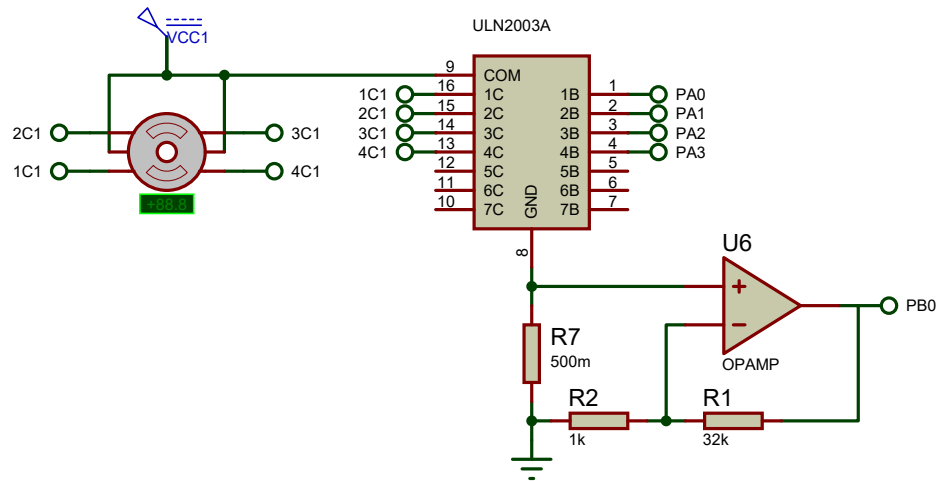 ULN2003A
VCC1
9
COM
1C1
16
1C
1B
1
PA0
2C1
15
2C
2B
2
PA1
3C1
14
3C
3B
3
PA2
4C1
13
4C
4B
4
PA3
12
5C
5B
5
11
6C
6B
6
10
7C
7B
7
GND
8
2C1
3C1
1C1
4C1
+88.8
U6
OPAMP
PB0
R7
500m
R2
1k
R1
32k